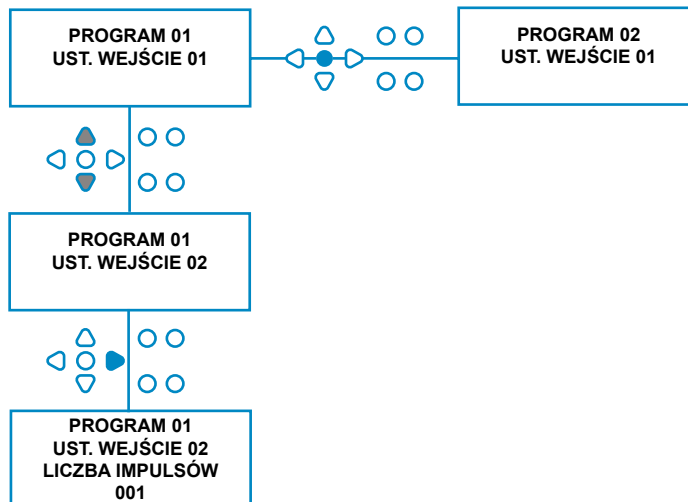 PROGRAM 01
UST. WEJŚCIE 01
PROGRAM 02
UST. WEJŚCIE 01
PROGRAM 01
UST. WEJŚCIE 02
PROGRAM 01
UST. WEJŚCIE 02
LICZBA IMPULSÓW
001